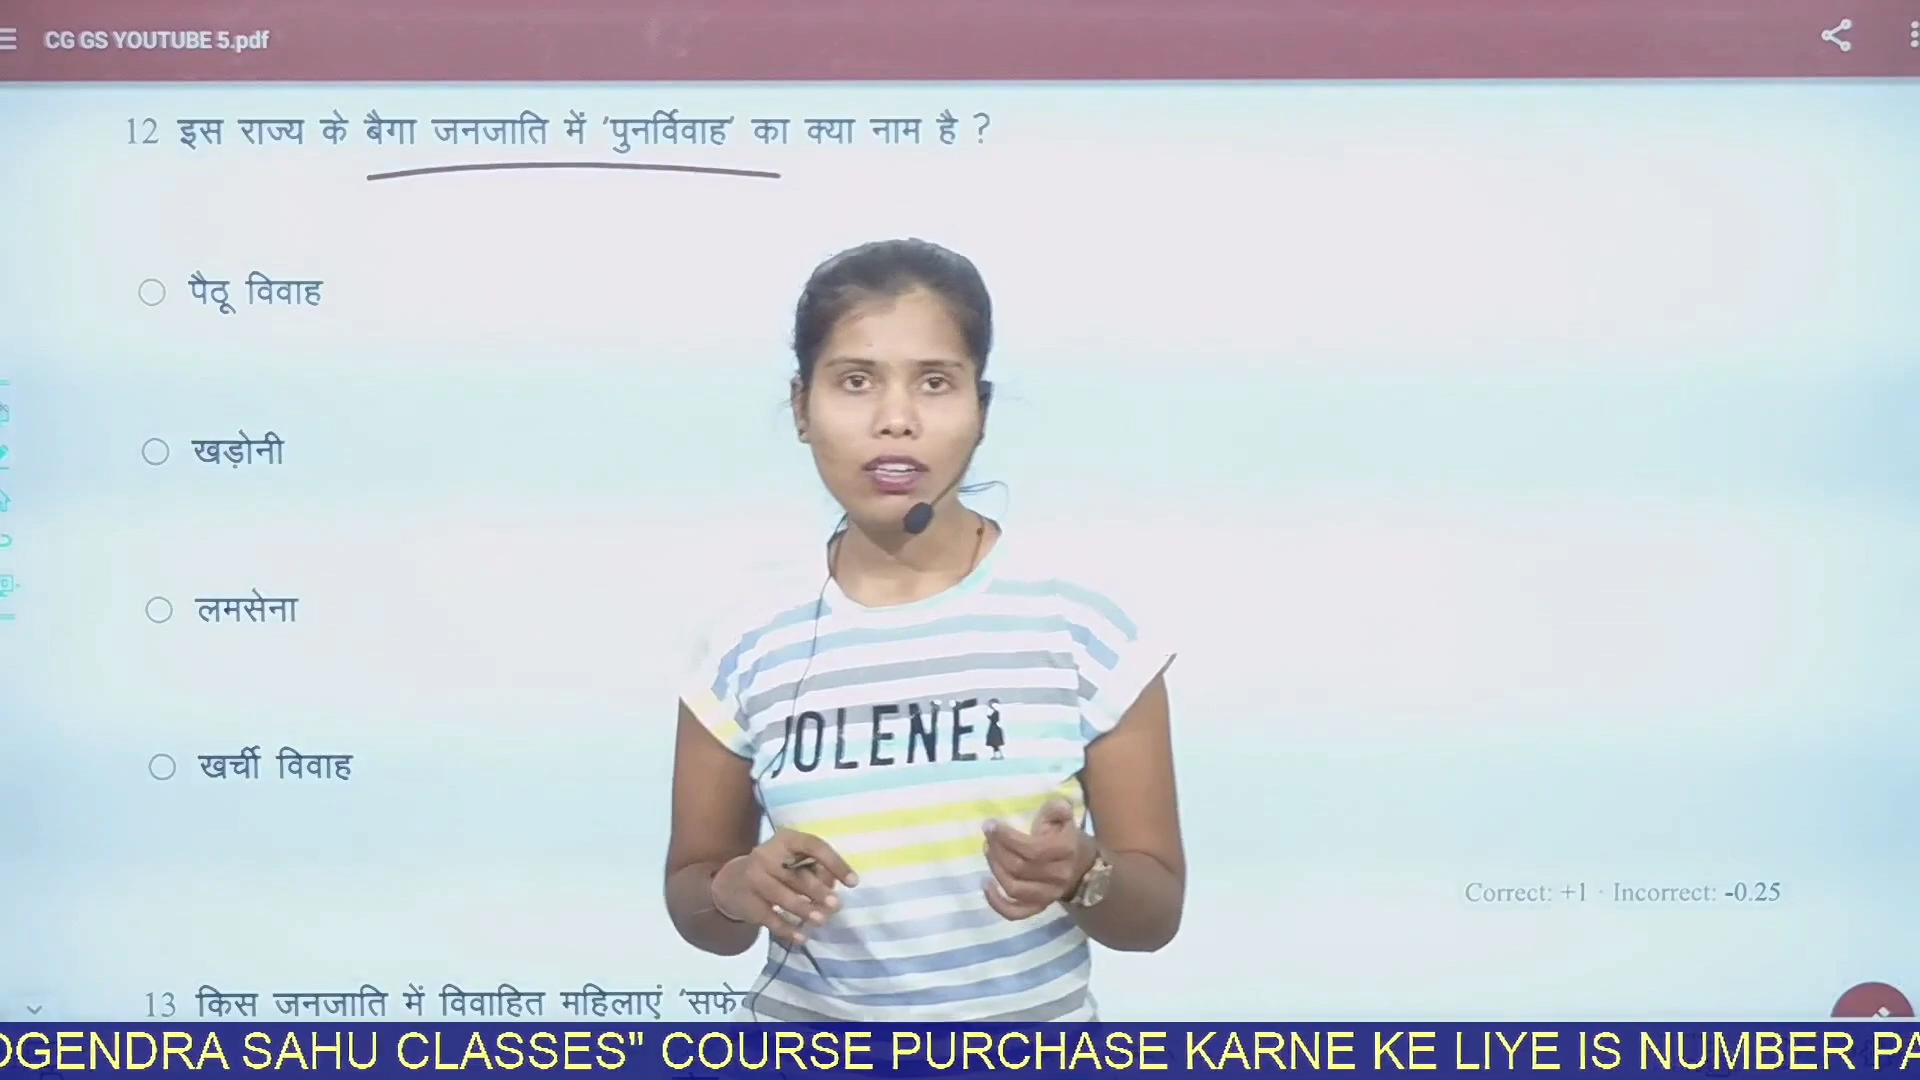 CG GS YOUTUBE 5.pdf
12 इस राज्य के बैगा जनजाति में 'पुनर्विवाह' का क्या नाम है ?
पैठू विवाह
खड़ोनी
लमसेना
खर्ची विवाह
JOLENE
Correct: +1 · Incorrect: -0.25
13 किस जनजाति में विवाहित महिलाएं
OGENDRA SAHU CLASSES" COURSE PURCHASE KARNE KE LIYE IS NUMBER PA